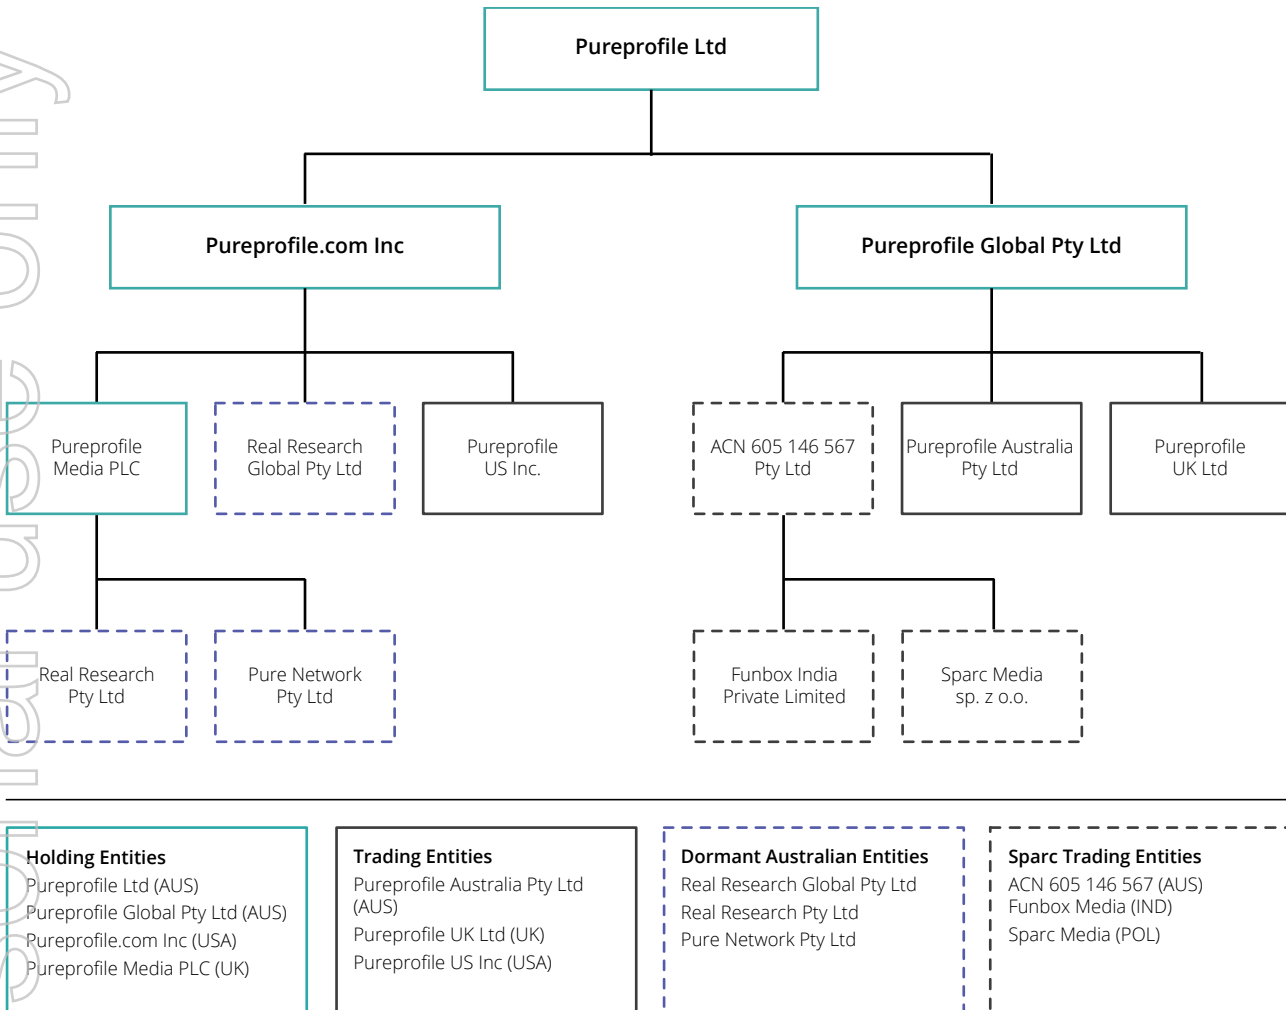 Pureprofile Ltd
Pureprofile.com Inc
Pureprofile Global Pty Ltd
Pureprofile
Media PLC
Real Research
Global Pty Ltd
Pureprofile
US Inc.
ACN 605 146 567
Pty Ltd
Pureprofile Australia
Pty Ltd
Pureprofile
UK Ltd
Real Research
Pty Ltd
Pure Network
Pty Ltd
Funbox India
Private Limited
Sparc Media
sp. z o.o.
Holding Entities
Pureprofile Ltd (AUS)
Pureprofile Global Pty Ltd (AUS)
Pureprofile.com Inc (USA)
Pureprofile Media PLC (UK)
Trading Entities
Pureprofile Australia Pty Ltd
(AUS)
Pureprofile UK Ltd (UK)
Pureprofile US Inc (USA)
Dormant Australian Entities
Real Research Global Pty Ltd
Real Research Pty Ltd
Pure Network Pty Ltd
Sparc Trading Entities
ACN 605 146 567 (AUS)
Funbox Media (IND)
Sparc Media (POL)